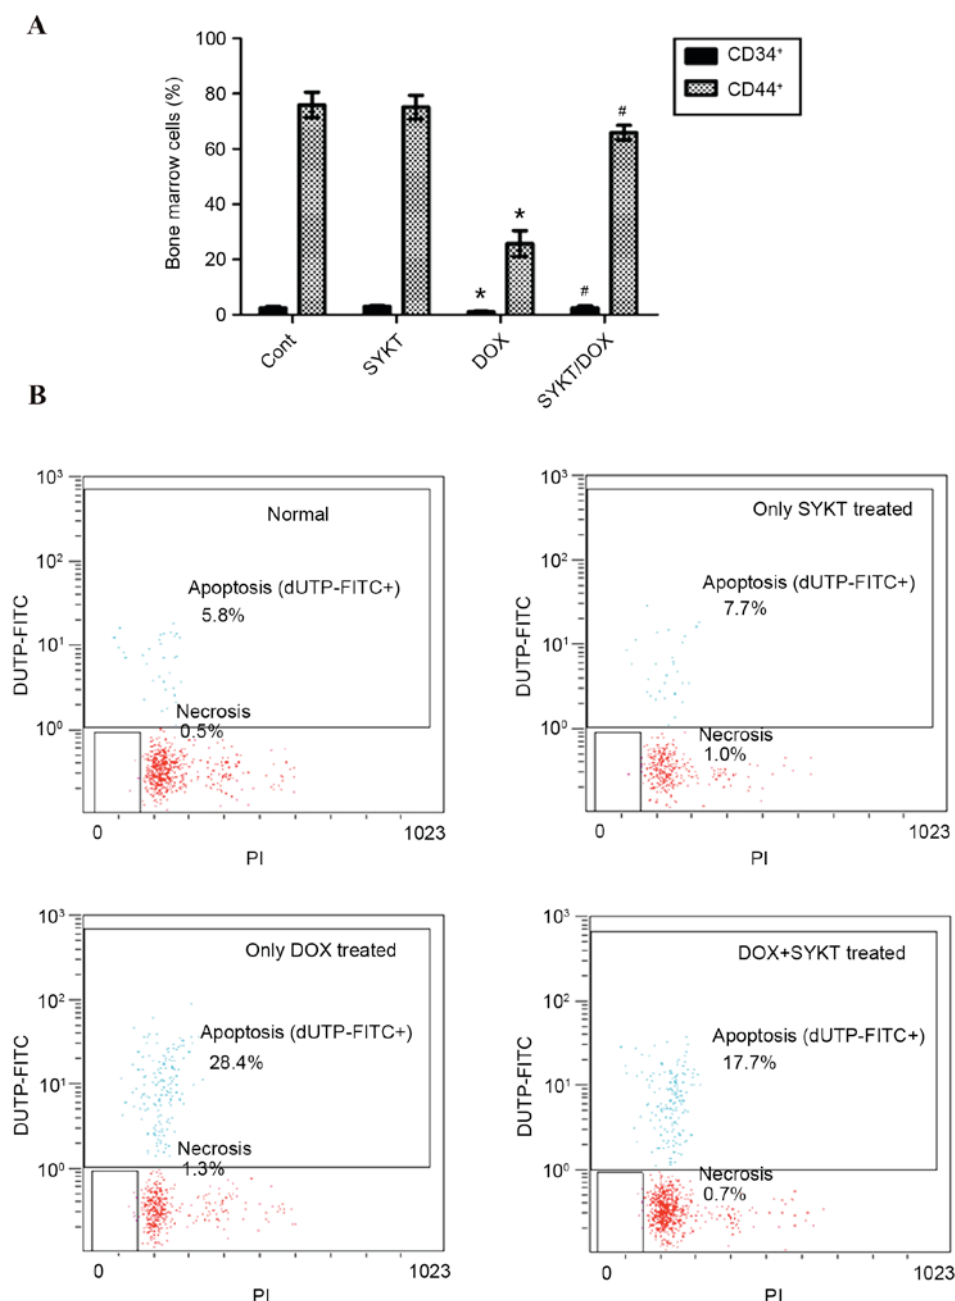 A
100
80
60
40
20
0
Bone marrow cells (%)
CD34+
CD44+
*
*
#
#
Cont
SYKT
DOX
SYKT/DOX
B
10³
10²
10¹
10⁰
DUTP-FITC
Normal
Apoptosis (dUTP-FITC+)
5.8%
Necrosis
0.5%
0
1023
PI
10³
10²
10¹
10⁰
DUTP-FITC
Only SYKT treated
Apoptosis (dUTP-FITC+)
7.7%
Necrosis
1.0%
0
1023
PI
10³
10²
10¹
10⁰
DUTP-FITC
Only DOX treated
Apoptosis (dUTP-FITC+)
28.4%
Necrosis
1.3%
0
1023
PI
10³
10²
10¹
10⁰
DUTP-FITC
DOX+SYKT treated
Apoptosis (dUTP-FITC+)
17.7%
Necrosis
0.7%
0
1023
PI